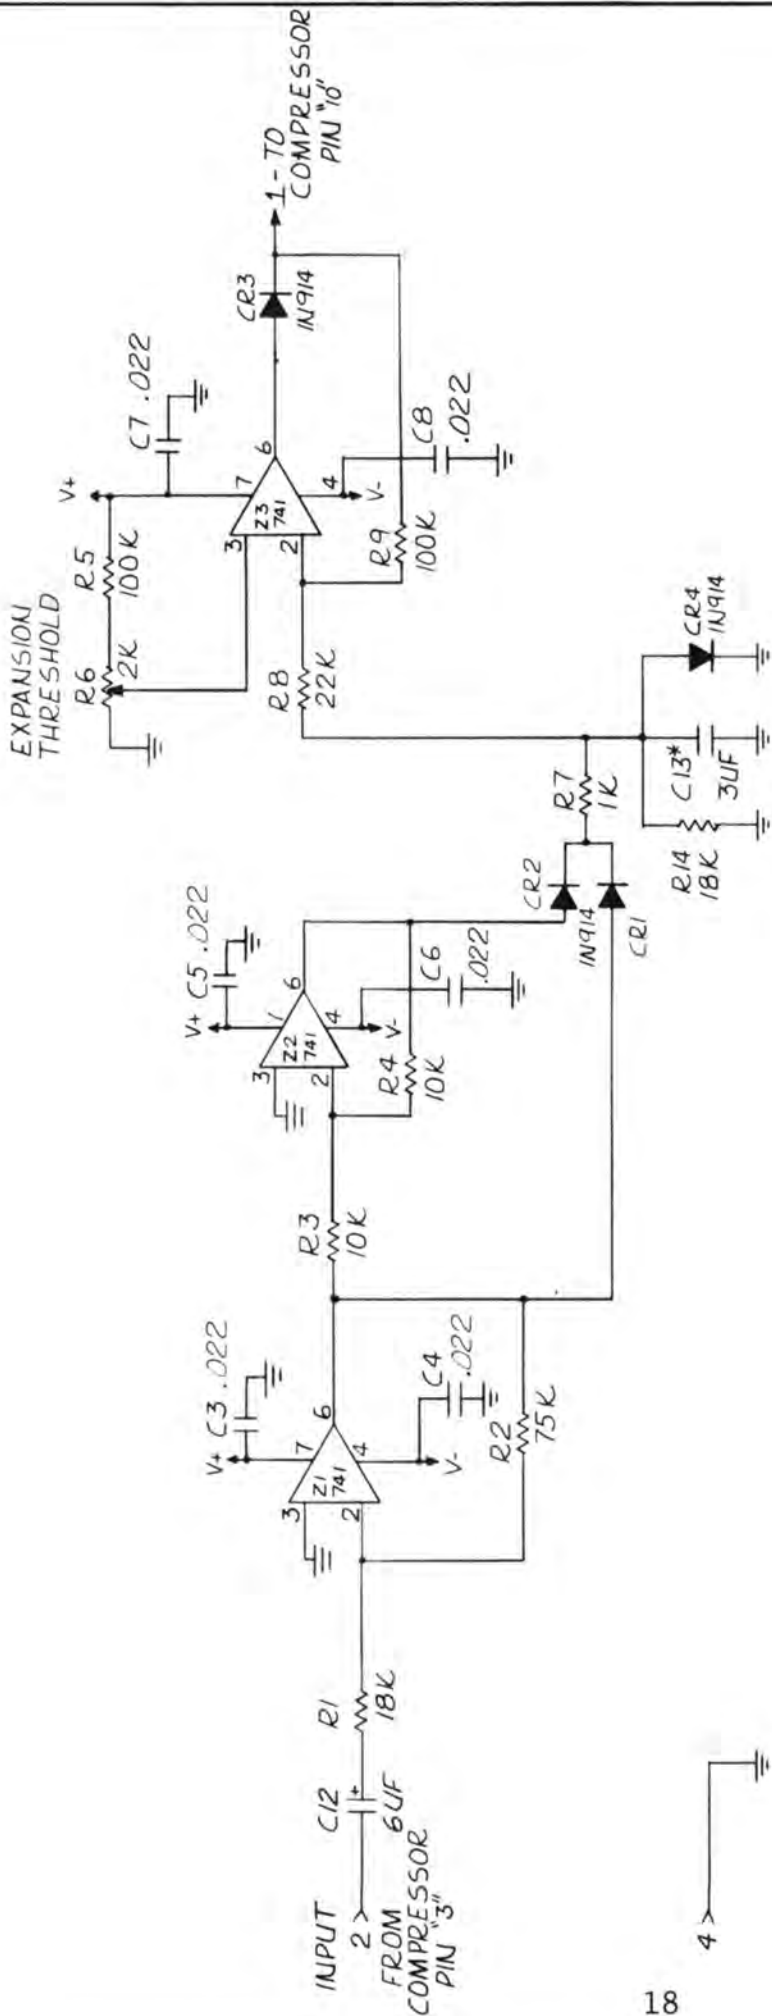 INPUT
2
FROM
COMPRESSOR
PIN "3"
C12
+
6UF
R1
18K
3
2
Z1
741
7
6
4
V+
C3 .022
V-
C4
.022
R2
75K
R3
10K
3
2
Z2
741
1
6
4
V+
C5 .022
V-
C6
.022
R4
10K
CR2
1N914
CR1
R7
1K
R14
18K
C13*
3UF
CR4
1N914
R8
22K
EXPANSION
THRESHOLD
R6
2K
R5
100K
V+
C7 .022
3
2
Z3
741
7
6
4
V-
C8
.022
R9
100K
CR3
1N914
1 - TO
COMPRESSOR
PIN "10"
4
18